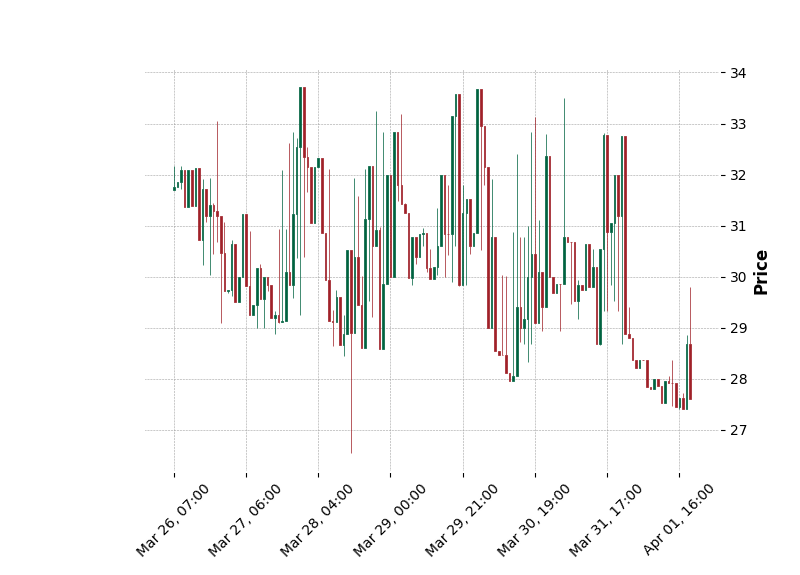 34
33
32
31
30
29
28
27
Price
Mar 26, 07:00
Mar 27, 06:00
Mar 28, 04:00
Mar 29, 00:00
Mar 29, 21:00
Mar 30, 19:00
Mar 31, 17:00
Apr 01, 16:00